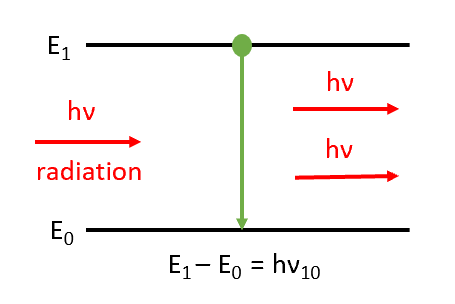 E₁
hν
hν
radiation
hν
E₀
E₁ – E₀ = hν₁₀